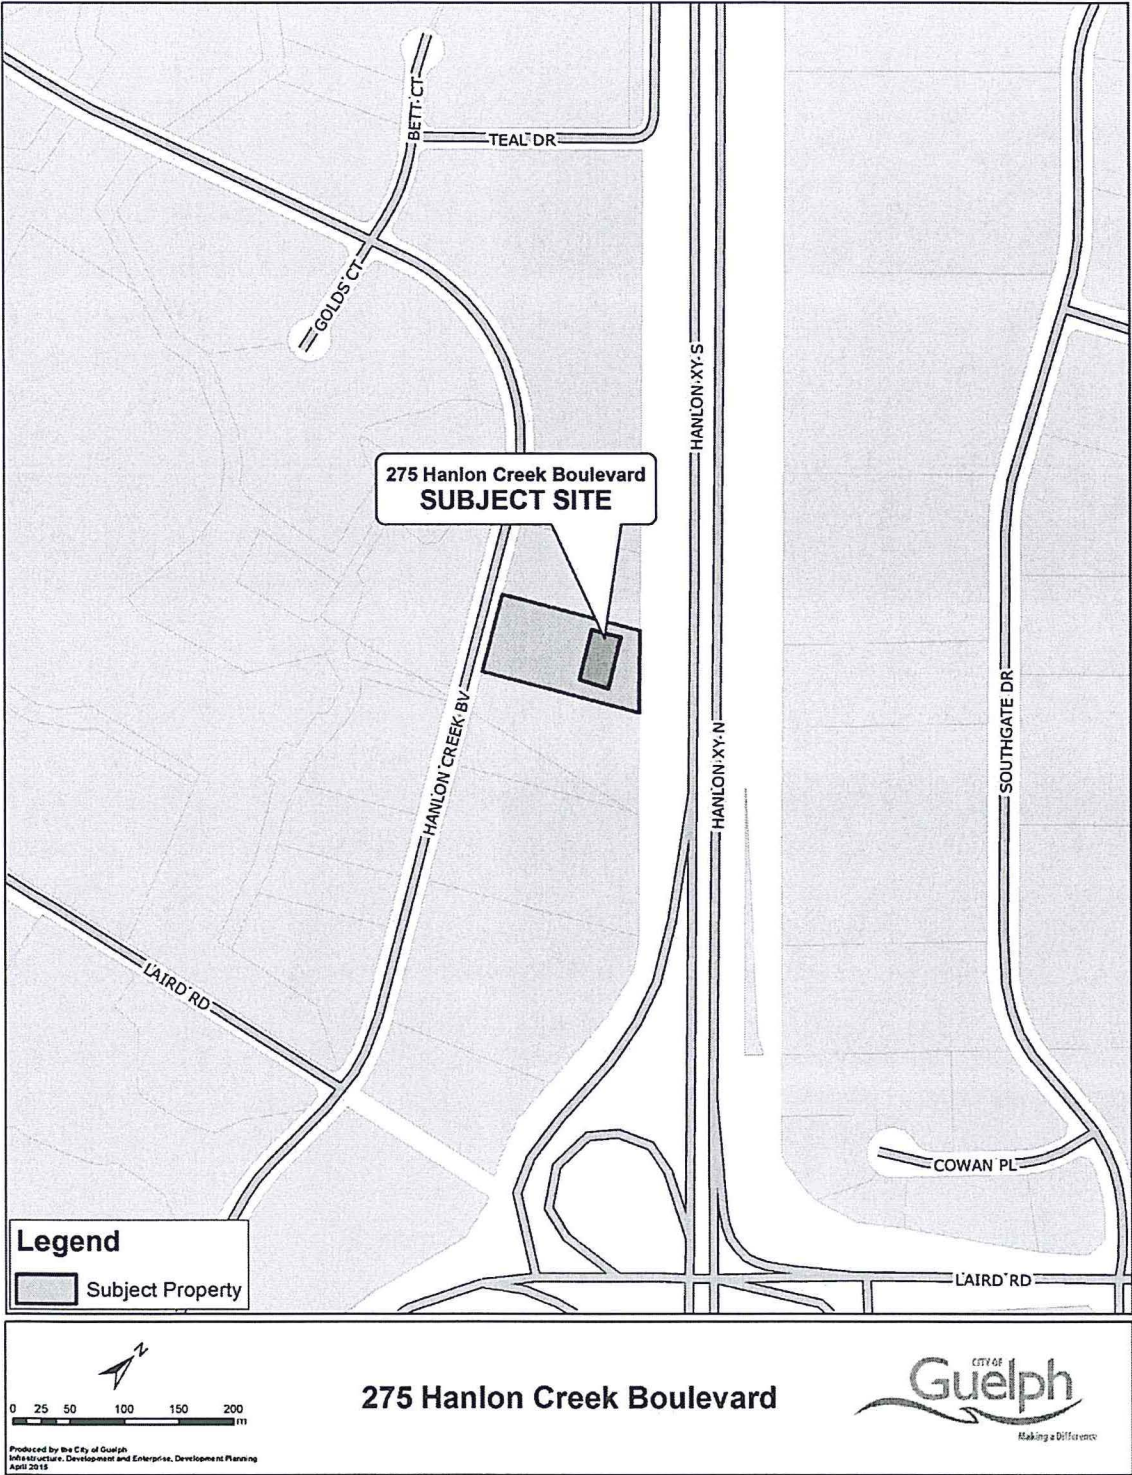 BETT CT
TEAL DR
GOLDS CT
HANLON XY S
275 Hanlon Creek Boulevard
SUBJECT SITE
HANLON CREEK BV
HANLON XY N
SOUTHGATE DR
LAIRD RD
COWAN PL
LAIRD RD
Legend
Subject Property
N
0 25 50 100 150 200
m
Produced by the City of Guelph
Infrastructure, Development and Enterprise, Development Planning
April 2015
275 Hanlon Creek Boulevard
CITY OF
Guelph
Making a Difference